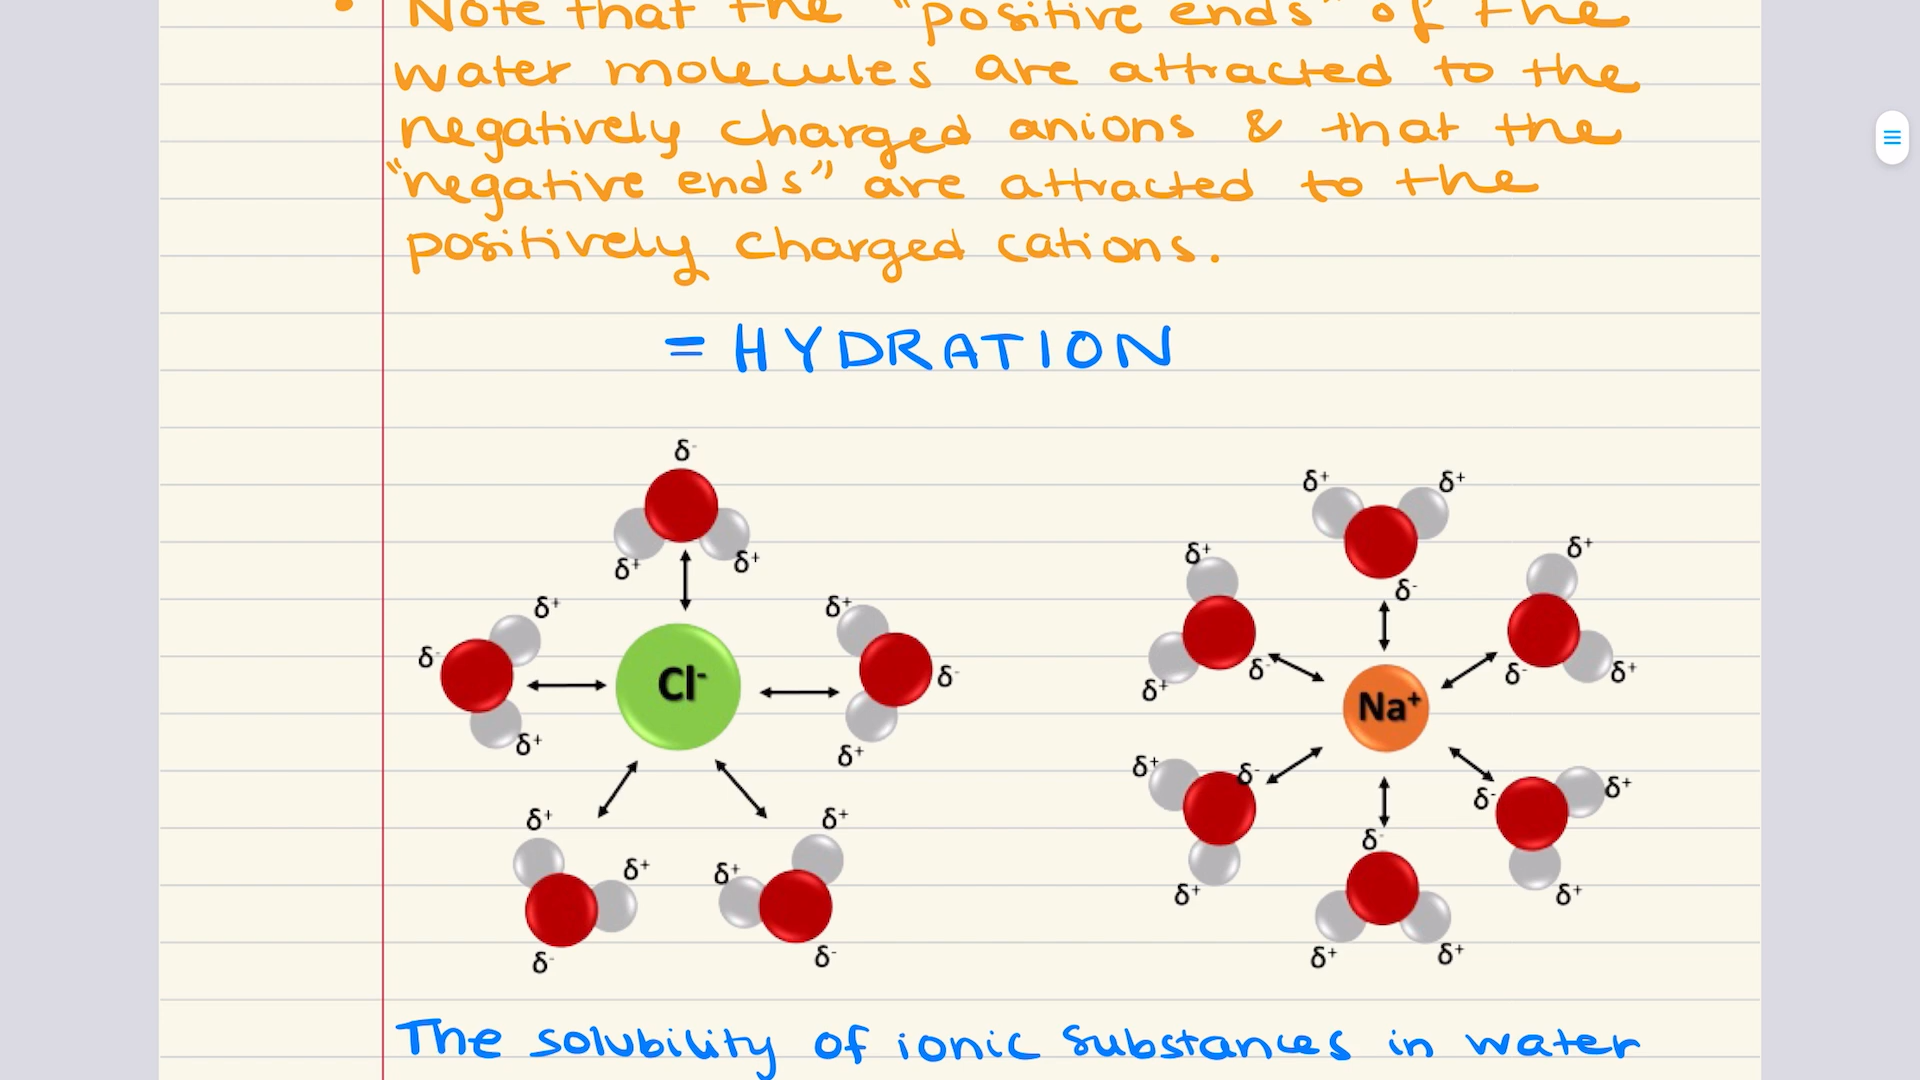 • Note that the "positive ends" of the
water molecules are attracted to the
negatively charged anions & that the
"negative ends" are attracted to the
positively charged cations.
= HYDRATION
δ-
δ+ δ+
δ+ δ+
δ- Cl- δ-
δ+ δ+
δ+ δ+
δ+ δ+
δ- δ-
δ+ δ+
δ+ δ- δ+
δ- δ-
δ+ δ+
Na+
δ+ δ- δ- δ+
δ-
δ+ δ+
δ+ δ+
The solubility of ionic substances in water